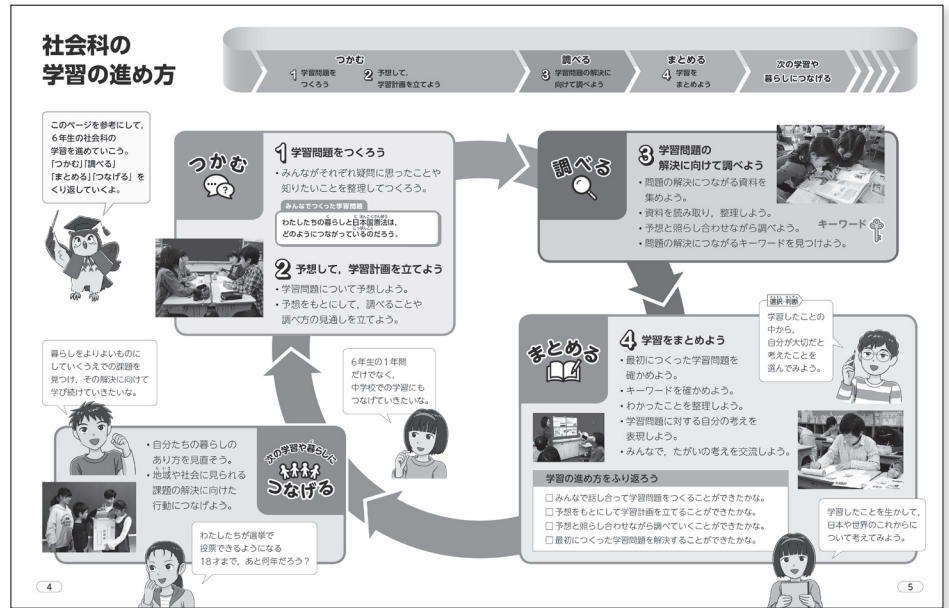 社会科の
学習の進め方
つかむ
1 学習問題を
つくろう
2 予想して,
学習計画を立てよう
調べる
3 学習問題の解決に
向けて調べよう
まとめる
4 学習を
まとめよう
次の学習や
暮らしにつなげる
このページを参考にして,
6年生の社会科の
学習を進めていこう。
「つかむ」「調べる」
「まとめる」「つなげる」を
くり返していくよ。
つかむ
1 学習問題をつくろう
・みんながそれぞれ疑問に思ったことや
知りたいことを整理してつくろう。
みんなでつくった学習問題
わたしたちの暮らしと日本国憲法は,
どのようにつながっているのだろう。
2 予想して,学習計画を立てよう
・学習問題について予想しよう。
・予想をもとにして,調べることや
調べ方の見通しを立てよう。
調べる
3 学習問題の
解決に向けて調べよう
・問題の解決につながる資料を
集めよう。
・資料を読み取り,整理しよう。
・予想と照らし合わせながら調べよう。
・問題の解決につながるキーワードを見つけよう。
キーワード
まとめる
4 学習をまとめよう
・最初につくった学習問題を
確かめよう。
・キーワードを確かめよう。
・わかったことを整理しよう。
・学習問題に対する自分の考えを
表現しよう。
・みんなで,たがいの考えを交流しよう。
選択・判断
学習したことの
中から,
自分が大切だと
考えたことを
選んでみよう。
学習の進め方をふり返ろう
□みんなで話し合って学習問題をつくることができたかな。
□予想をもとにして学習計画を立てることができたかな。
□予想と照らし合わせながら調べていくことができたかな。
□最初につくった学習問題を解決することができたかな。
学習したことを生かして,
日本や世界のこれからに
ついて考えてみよう。
6年生の1年間
だけでなく,
中学校での学習にも
つなげていきたいな。
暮らしをよりよいものに
していくうえでの課題を
見つけ,その解決に向けて
学び続けていきたいな。
次の学習や暮らしに
つなげる
・自分たちの暮らしの
あり方を見直そう。
・地域や社会に見られる
課題の解決に向けた
行動につなげよう。
わたしたちが選挙で
投票できるようになる
18才まで,あと何年だろう?
4
5